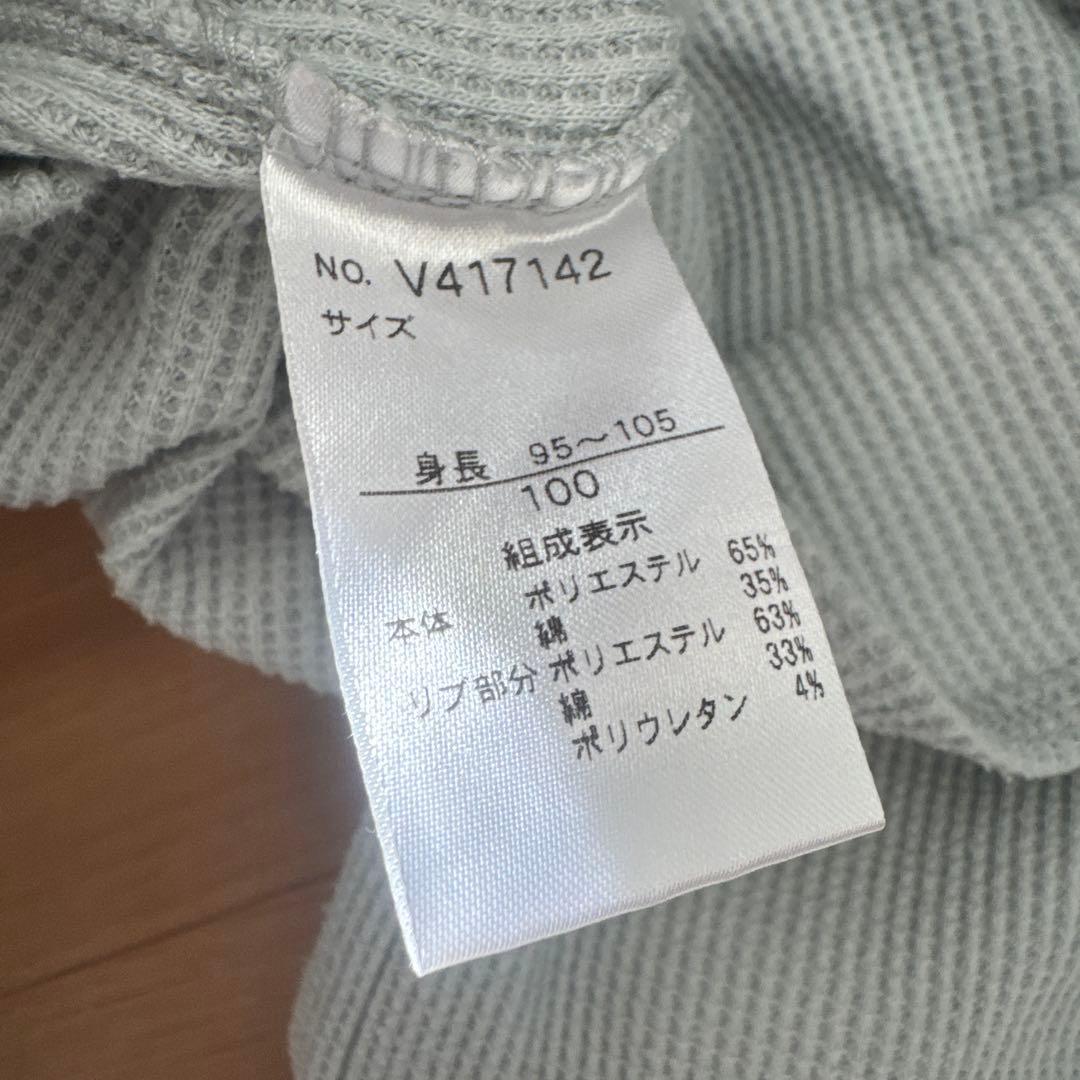 NO. V417142
サイズ
身長 95～105
100
組成表示
本体 ポリエステル 65%
綿 35%
リブ部分 ポリエステル 63%
綿 33%
ポリウレタン 4%